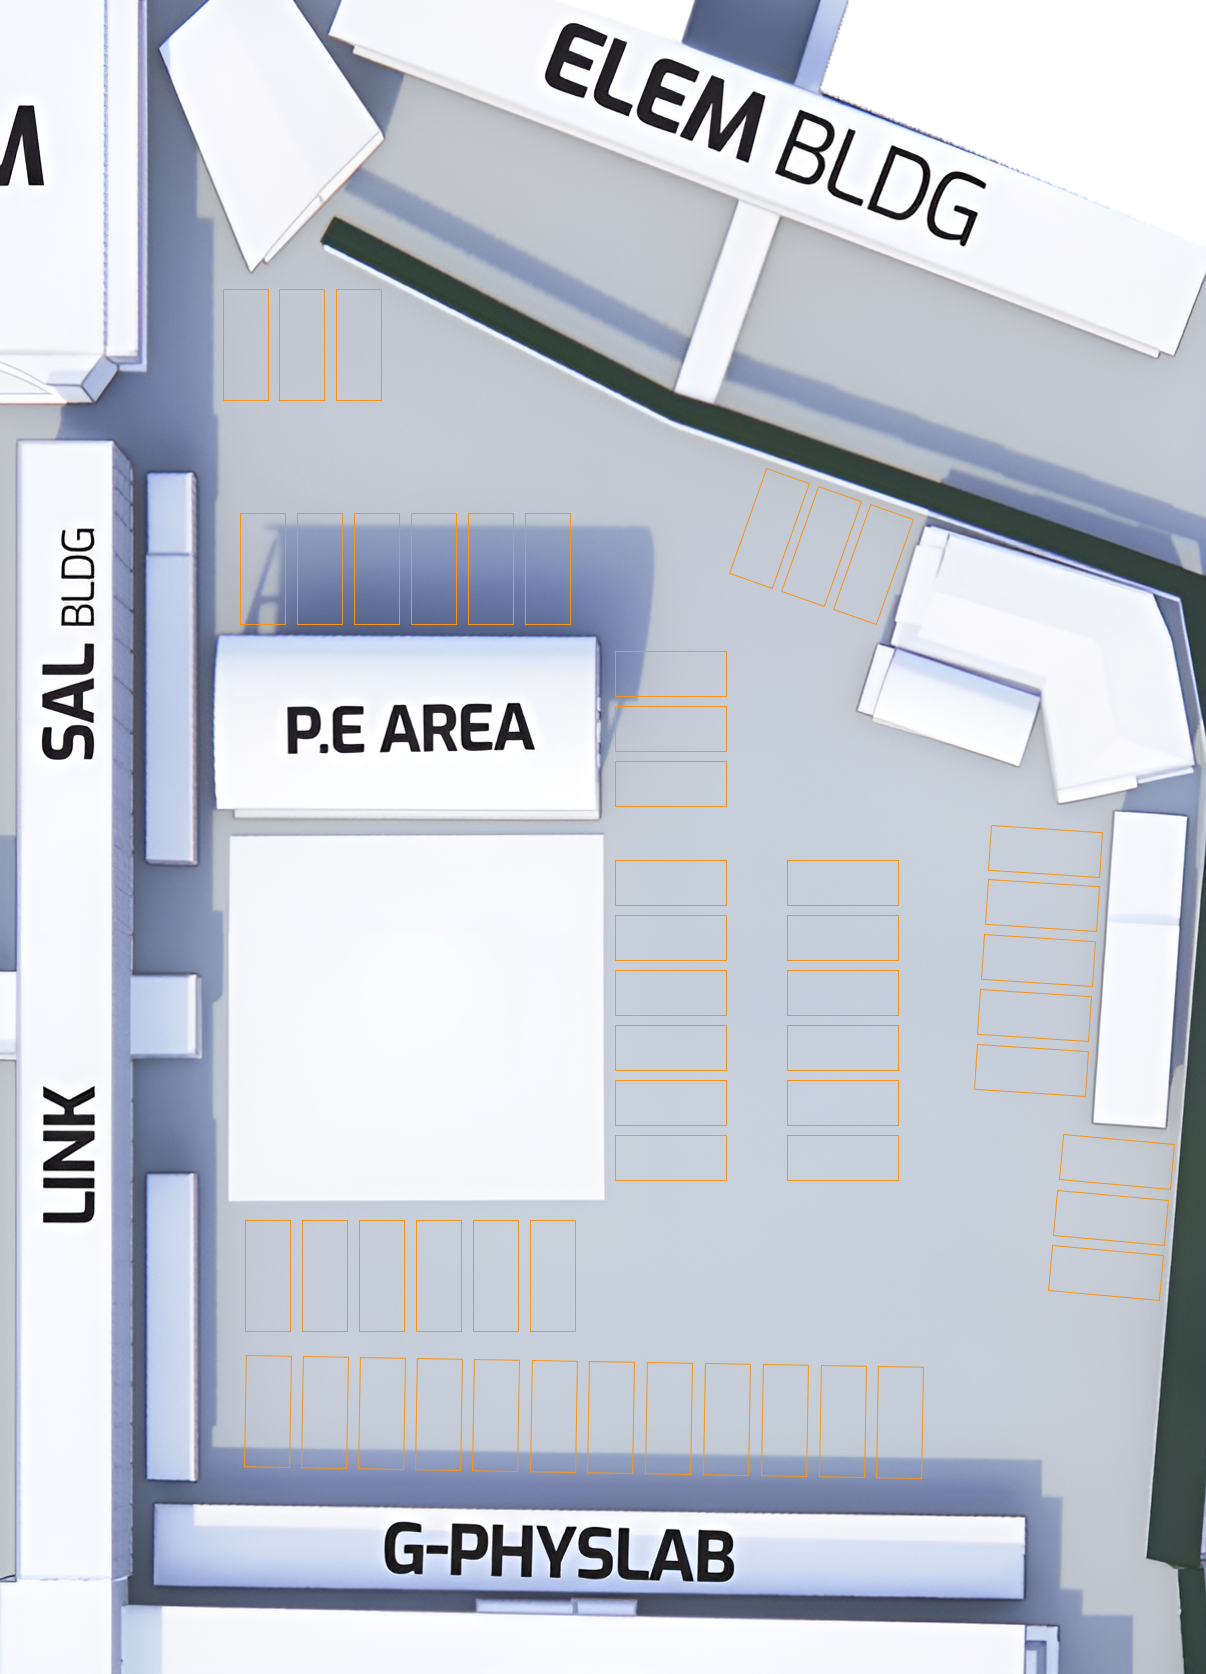 ELEM BLDG
M
SAL BLDG
P.E AREA
LINK
G-PHYSLAB